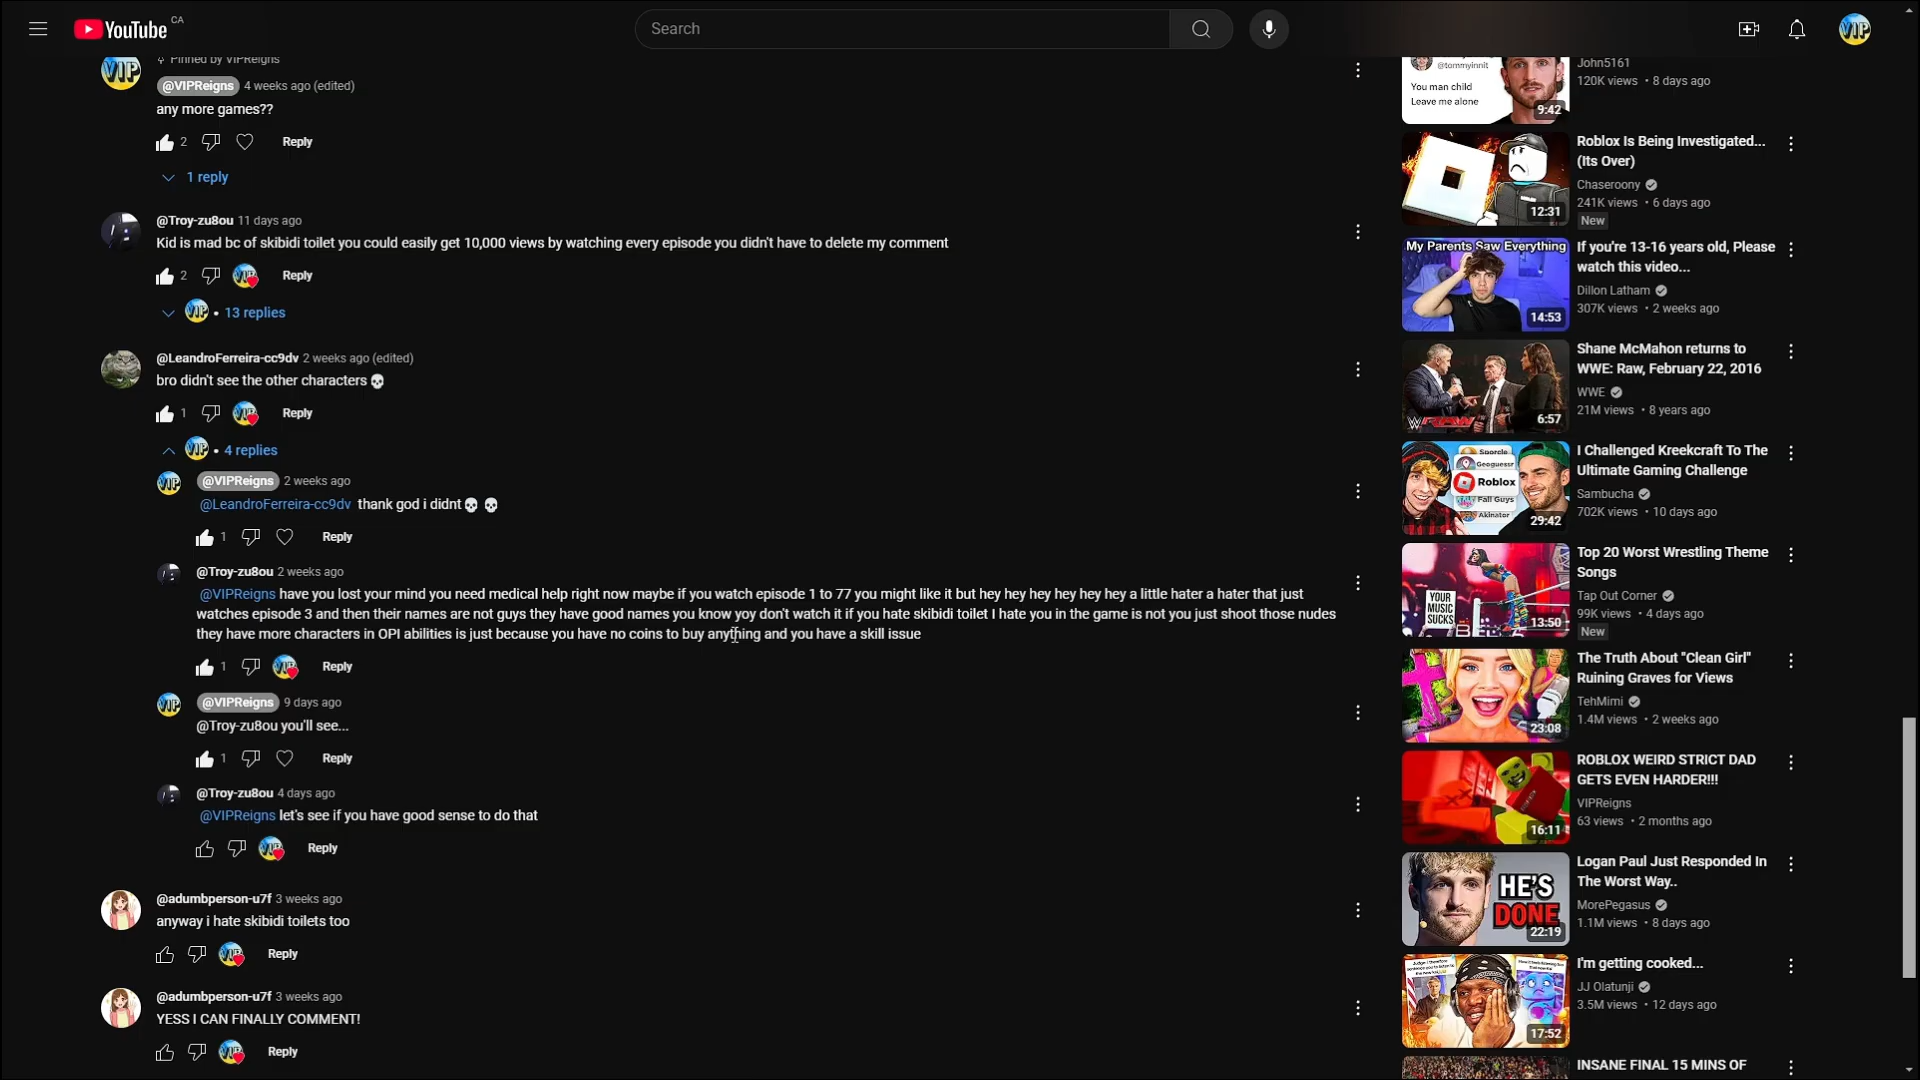 YouTube CA
Search
VIP
Pinned by VIPReigns
@VIPReigns 4 weeks ago (edited)
any more games??
2 Reply
1 reply
@Troy-zu8ou 11 days ago
Kid is mad bc of skibidi toilet you could easily get 10,000 views by watching every episode you didn't have to delete my comment
2 Reply
• 13 replies
@LeandroFerreira-cc9dv 2 weeks ago (edited)
bro didn't see the other characters💀
1 Reply
• 4 replies
@VIPReigns 2 weeks ago
@LeandroFerreira-cc9dv thank god i didnt💀 💀
1 Reply
@Troy-zu8ou 2 weeks ago
@VIPReigns have you lost your mind you need medical help right now maybe if you watch episode 1 to 77 you might like it but hey hey hey hey hey hey hey a little hater a hater that just
watches episode 3 and then their names are not guys they have good names you know yoy don't watch it if you hate skibidi toilet I hate you in the game is not you just shoot those nudes
they have more characters in OPI abilities is just because you have no coins to buy anything and you have a skill issue
1 Reply
@VIPReigns 9 days ago
@Troy-zu8ou you'll see...
1 Reply
@Troy-zu8ou 4 days ago
@VIPReigns let's see if you have good sense to do that
Reply
@adumbperson-u7f 3 weeks ago
anyway i hate skibidi toilets too
Reply
@adumbperson-u7f 3 weeks ago
YESS I CAN FINALLY COMMENT!
Reply
@tommyinnit
You man child
Leave me alone
9:42
John5161
120K views • 8 days ago
12:31
Roblox Is Being Investigated...
(Its Over)
Chaseroony
241K views • 6 days ago
New
My Parents Saw Everything
14:53
If you're 13-16 years old, Please
watch this video...
Dillon Latham
307K views • 2 weeks ago
6:57
Shane McMahon returns to
WWE: Raw, February 22, 2016
WWE
21M views • 8 years ago
Sporcle
Geoguessr
Roblox
Fall Guys
Akinator
29:42
I Challenged Kreekcraft To The
Ultimate Gaming Challenge
Sambucha
702K views • 10 days ago
YOUR
MUSIC
SUCKS
13:50
Top 20 Worst Wrestling Theme
Songs
Tap Out Corner
99K views • 4 days ago
New
23:08
The Truth About "Clean Girl"
Ruining Graves for Views
TehMimi
1.4M views • 2 weeks ago
16:11
ROBLOX WEIRD STRICT DAD
GETS EVEN HARDER!!!
VIPReigns
63 views • 2 months ago
HE'S
DONE
22:19
Logan Paul Just Responded In
The Worst Way..
MorePegasus
1.1M views • 8 days ago
17:52
I'm getting cooked...
JJ Olatunji
3.5M views • 12 days ago
INSANE FINAL 15 MINS OF